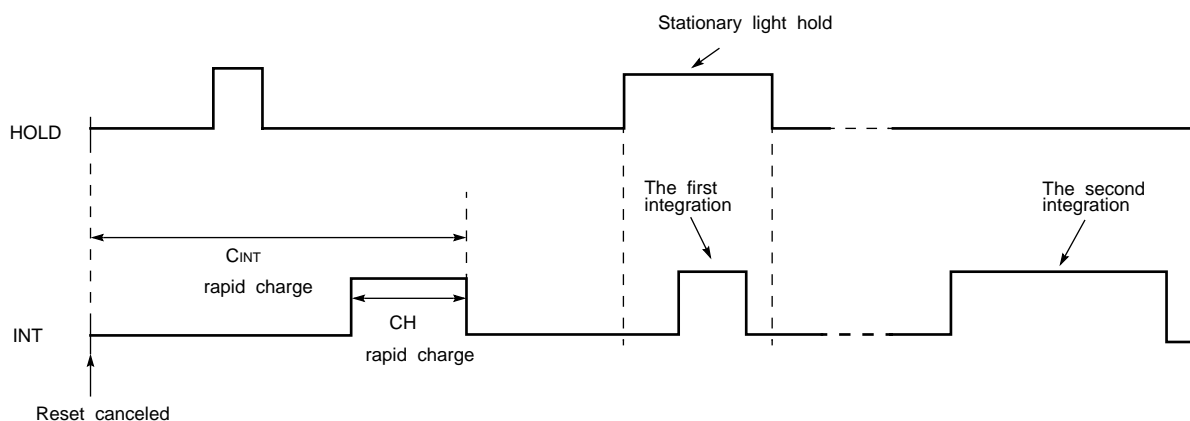 Stationary light hold
HOLD
The first
integration
The second
integration
CINT
rapid charge
CH
rapid charge
INT
Reset canceled